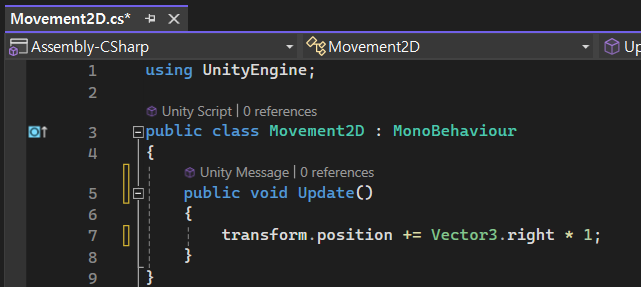 Movement2D.cs*
Assembly-CSharp Movement2D Up
1 using UnityEngine;
2
Unity Script | 0 references
3 public class Movement2D : MonoBehaviour
4 {
Unity Message | 0 references
5 public void Update()
6 {
7 transform.position += Vector3.right * 1;
8 }
9 }